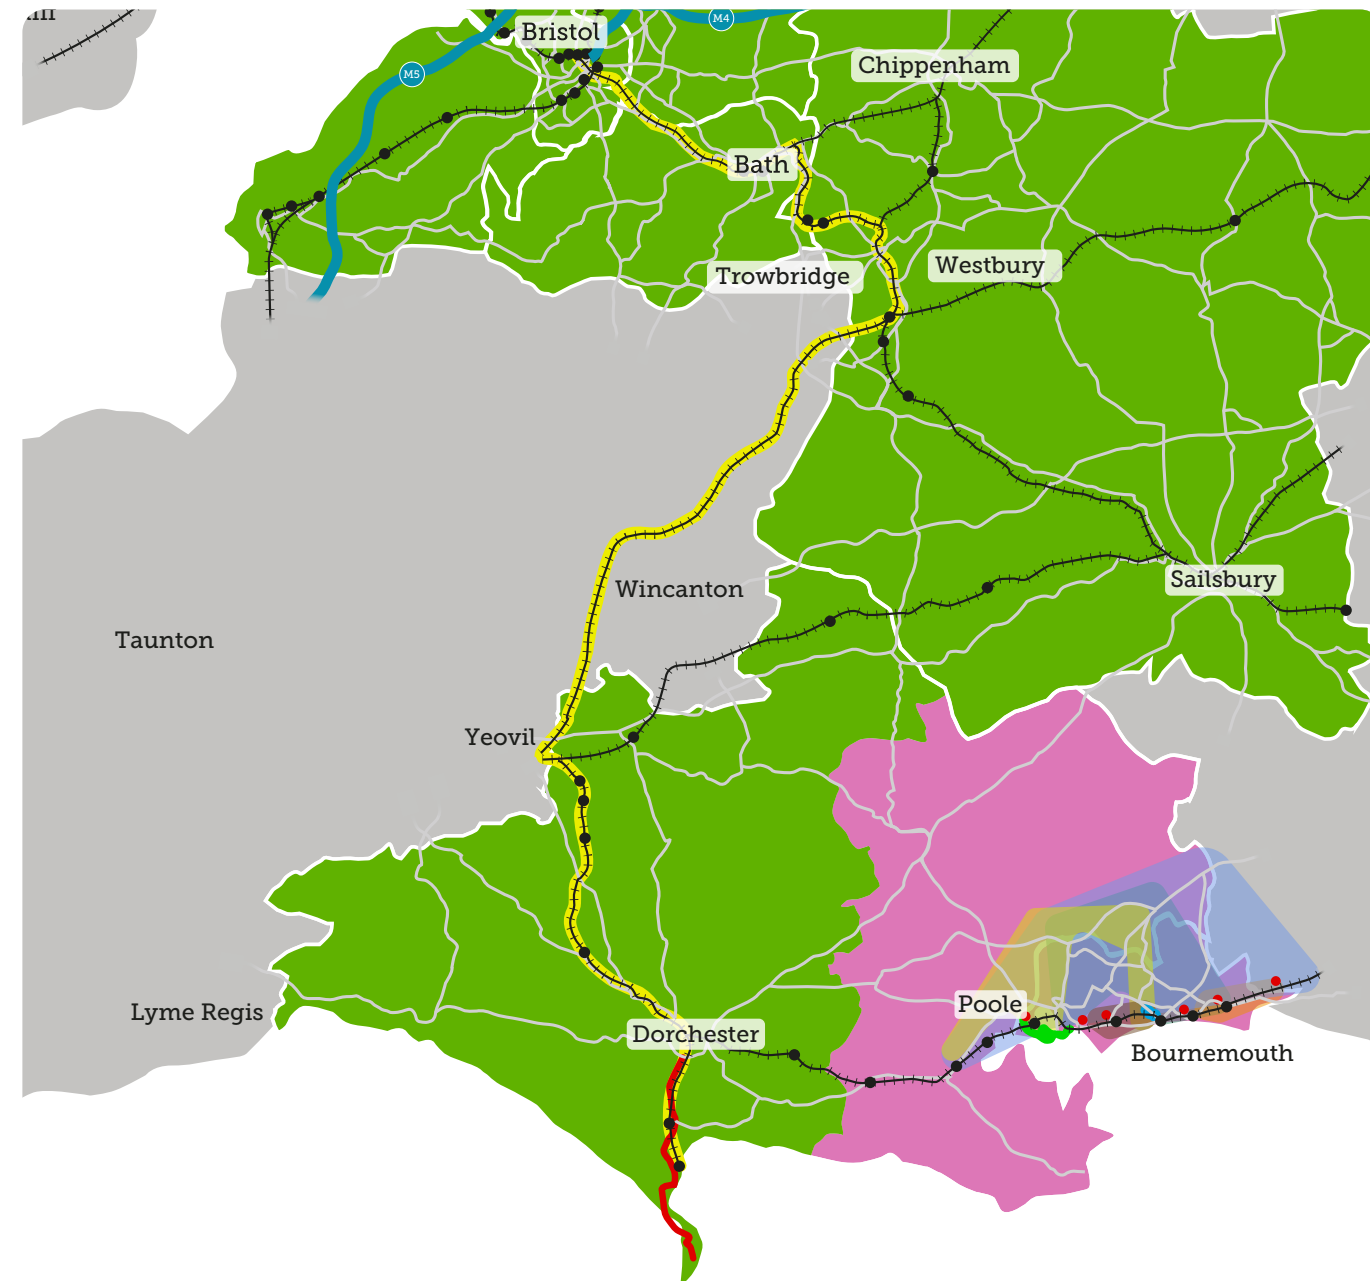 Bristol
M4
M5
Chippenham
Bath
Trowbridge
Westbury
Wincanton
Sailsbury
Taunton
Yeovil
Lyme Regis
Poole
Dorchester
Bournemouth